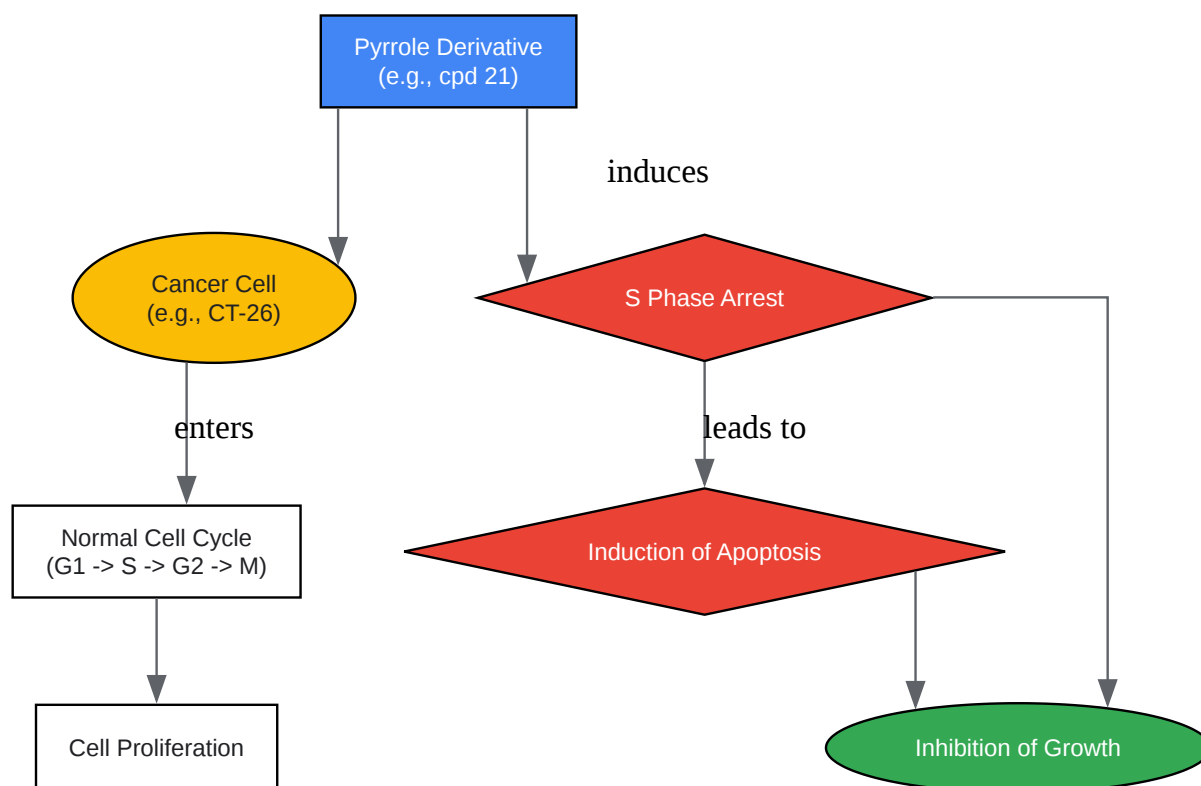 Pyrrole Derivative
(e.g., cpd 21)
induces
Cancer Cell
(e.g., CT-26)
S Phase Arrest
enters
leads to
Normal Cell Cycle
(G1 -> S -> G2 -> M)
Induction of Apoptosis
Cell Proliferation
Inhibition of Growth